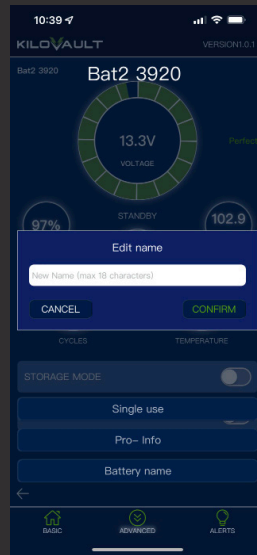 10:39
KILOVAULT
VERSION1.0.1
Bat2 3920
Bat2 3920
13.3V
VOLTAGE
Perfect
STANDBY
97%
102.9
Edit name
New Name (max 18 characters)
CANCEL
CONFIRM
CYCLES
TEMPERATURE
STORAGE MODE
Single use
Pro- Info
Battery name
BASIC
ADVANCED
ALERTS